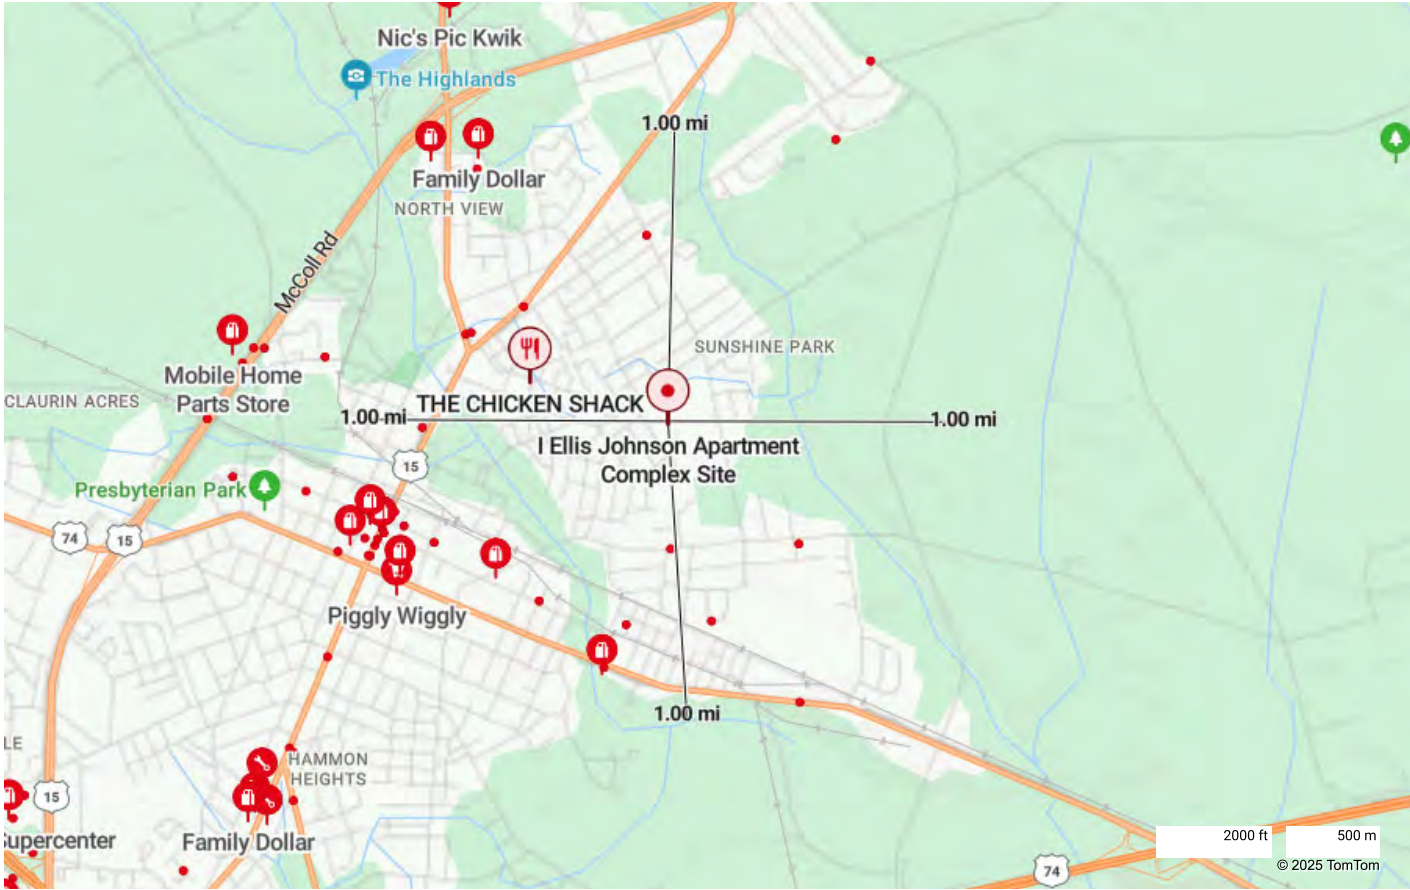 Nic's Pic Kwik
The Highlands
1.00 mi
Family Dollar
NORTH VIEW
McColl Rd
SUNSHINE PARK
Mobile Home
Parts Store
CLAURIN ACRES
THE CHICKEN SHACK
1.00 mi
1.00 mi
I Ellis Johnson Apartment
Complex Site
15
Presbyterian Park
74
15
Piggly Wiggly
1.00 mi
LE
HAMMON
HEIGHTS
15
Supercenter
Family Dollar
2000 ft
500 m
74
© 2025 TomTom